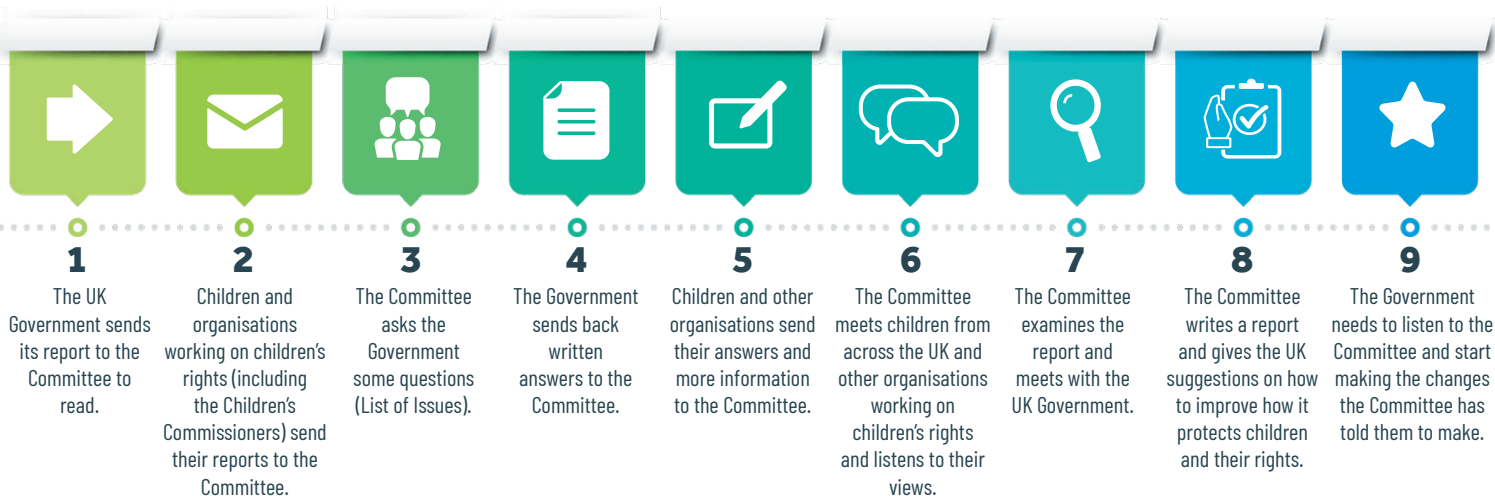 1
The UK
Government sends
its report to the
Committee to
read.
2
Children and
organisations
working on children's
rights (including
the Children's
Commissioners) send
their reports to the
Committee.
3
The Committee
asks the
Government
some questions
(List of Issues).
4
The Government
sends back
written
answers to the
Committee.
5
Children and other
organisations send
their answers and
more information
to the Committee.
6
The Committee
meets children from
across the UK and
other organisations
working on
children's rights
and listens to their
views.
7
The Committee
examines the
report and
meets with the
UK Government.
8
The Committee
writes a report
and gives the UK
suggestions on how
to improve how it
protects children
and their rights.
9
The Government
needs to listen to the
Committee and start
making the changes
the Committee has
told them to make.